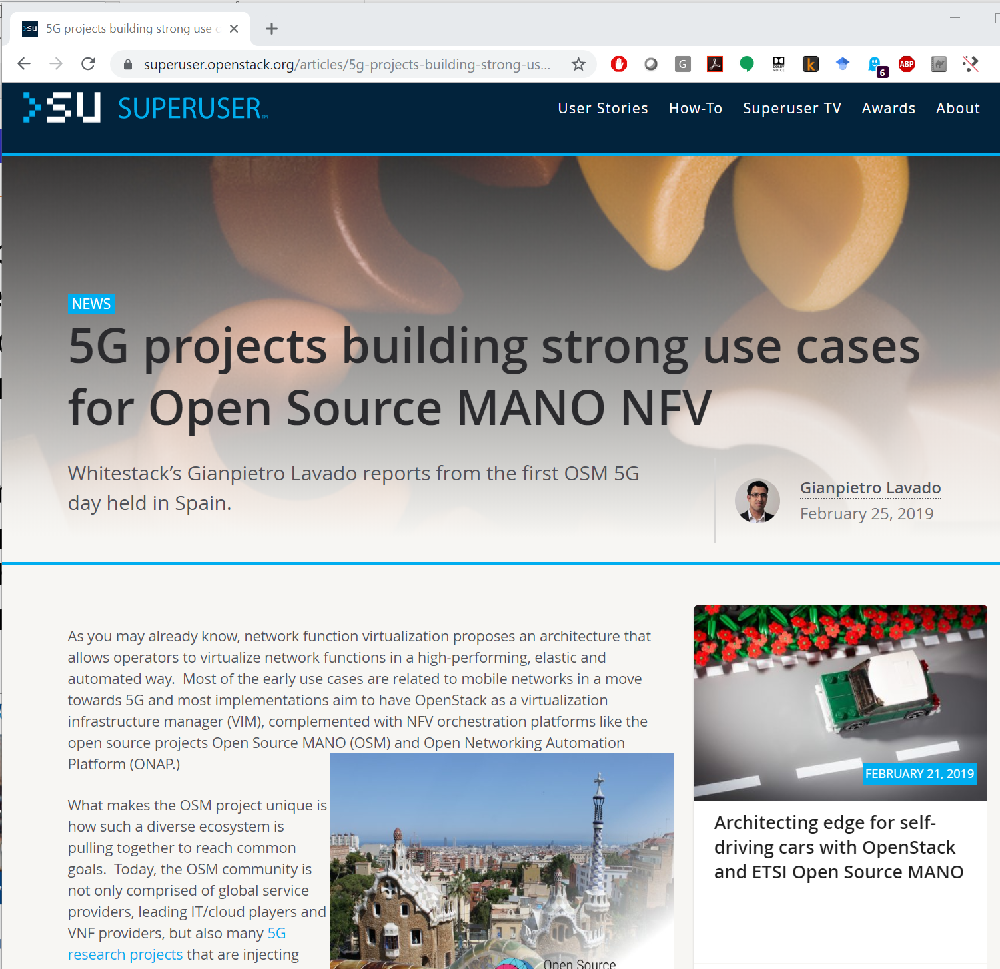 5G projects building strong use c
superuser.openstack.org/articles/5g-projects-building-strong-us...
G
DOLBY
VOICE
k
6
ABP
>SU SUPERUSER™
User Stories How-To Superuser TV Awards About
NEWS
5G projects building strong use cases
for Open Source MANO NFV
Whitestack’s Gianpietro Lavado reports from the first OSM 5G
day held in Spain.
Gianpietro Lavado
February 25, 2019
As you may already know, network function virtualization proposes an architecture that
allows operators to virtualize network functions in a high-performing, elastic and
automated way.  Most of the early use cases are related to mobile networks in a move
towards 5G and most implementations aim to have OpenStack as a virtualization
infrastructure manager (VIM), complemented with NFV orchestration platforms like the
open source projects Open Source MANO (OSM) and Open Networking Automation
Platform (ONAP.)
What makes the OSM project unique is
how such a diverse ecosystem is
pulling together to reach common
goals.  Today, the OSM community is
not only comprised of global service
providers, leading IT/cloud players and
VNF providers, but also many 5G
research projects that are injecting
Open Source
FEBRUARY 21, 2019
Architecting edge for self-
driving cars with OpenStack
and ETSI Open Source MANO